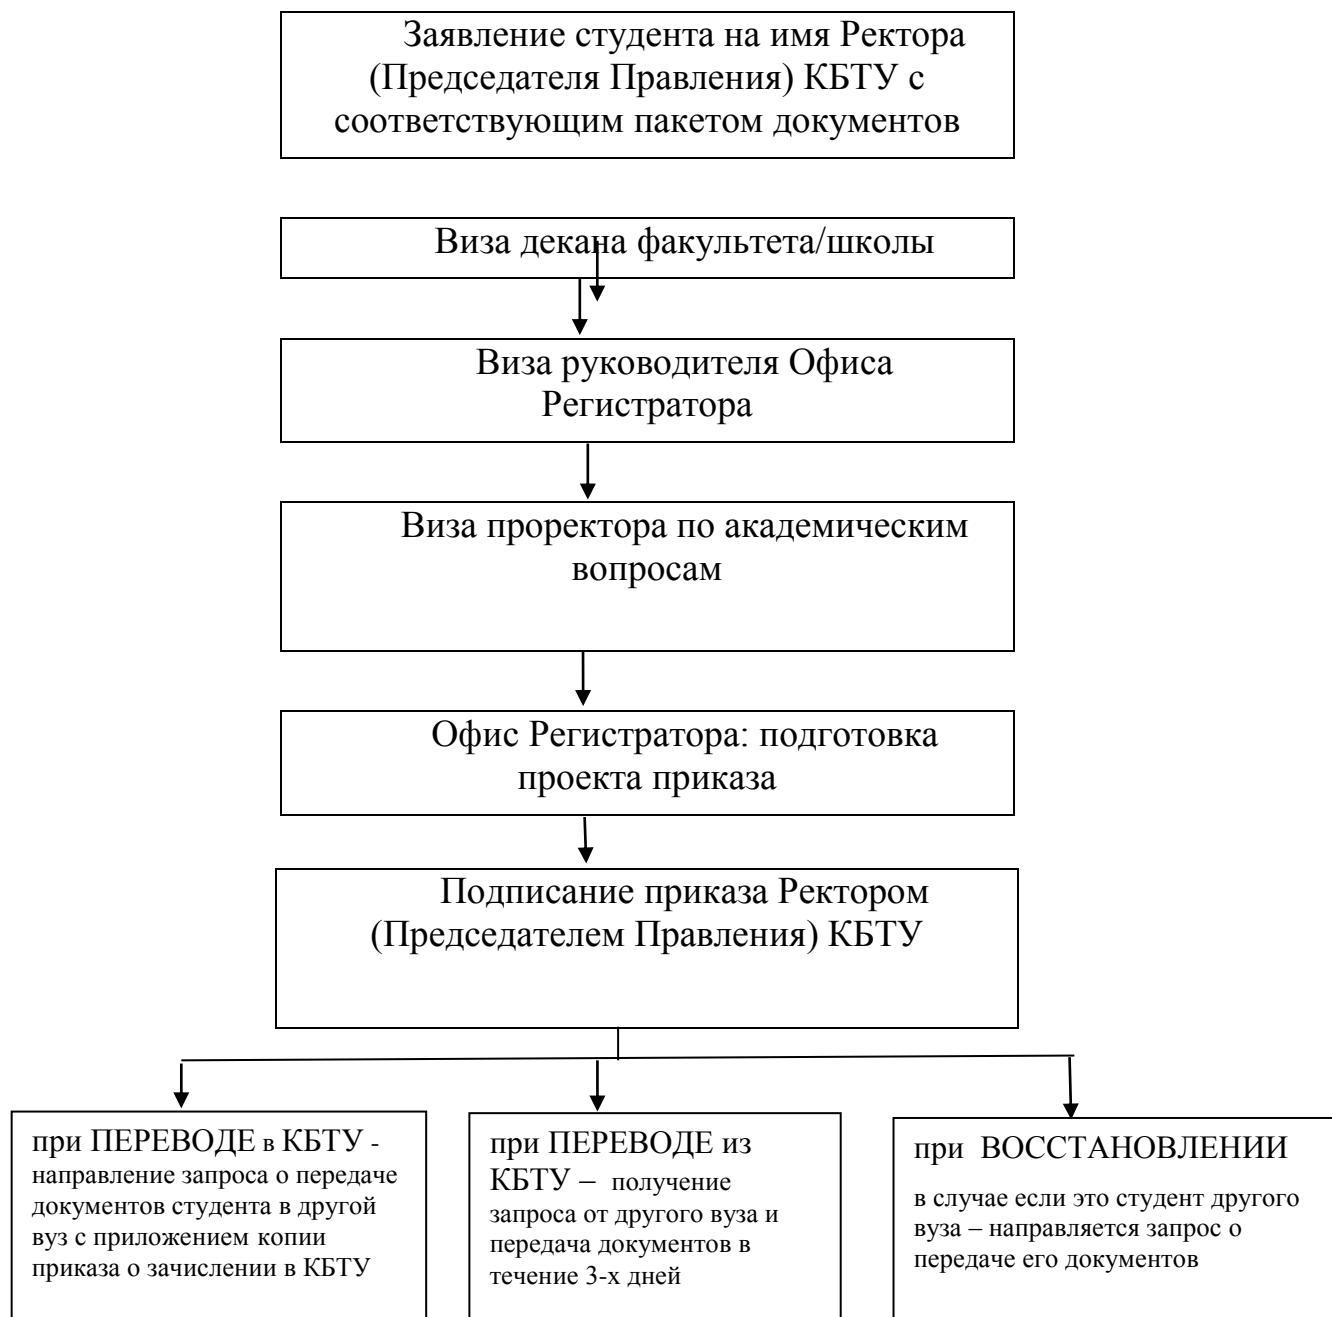 Заявление студента на имя Ректора
(Председателя Правления) КБТУ с
соответствующим пакетом документов
Виза декана факультета/школы
Виза руководителя Офиса
Регистратора
Виза проректора по академическим
вопросам
Офис Регистратора: подготовка
проекта приказа
Подписание приказа Ректором
(Председателем Правления) КБТУ
при ПЕРЕВОДЕ в КБТУ -
направление запроса о передаче
документов студента в другой
вуз с приложением копии
приказа о зачислении в КБТУ
при ПЕРЕВОДЕ из
КБТУ – получение
запроса от другого вуза и
передача документов в
течение 3-х дней
при ВОССТАНОВЛЕНИИ
в случае если это студент другого
вуза – направляется запрос о
передаче его документов